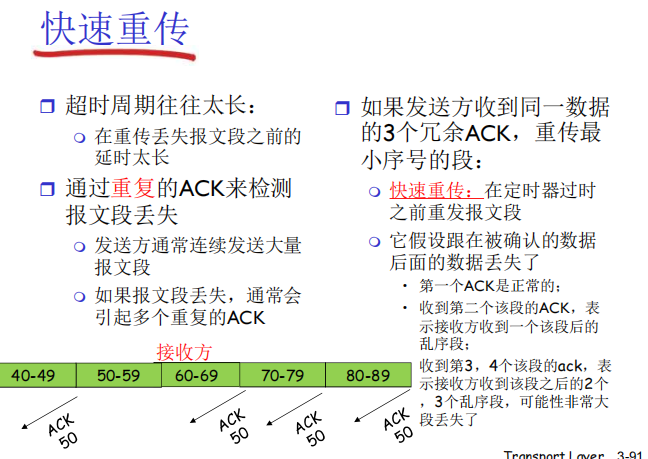 快速重传
超时周期往往太长：
在重传丢失报文段之前的
延时太长
通过重复的ACK来检测
报文段丢失
发送方通常连续发送大量
报文段
如果报文段丢失，通常会
引起多个重复的ACK
如果发送方收到同一数据
的3个冗余ACK，重传最
小序号的段：
快速重传：在定时器过时
之前重发报文段
它假设跟在被确认的数据
后面的数据丢失了
第一个ACK是正常的；
收到第二个该段的ACK，表
示接收方收到一个该段后的
乱序段；
收到第3，4个该段的ack，表
示接收方收到该段之后的2个
，3个乱序段，可能性非常大
段丢失了
接收方
40-49 50-59 60-69 70-79 80-89
ACK
50
ACK
50
ACK
50
ACK
50
Transport Layer 3-91